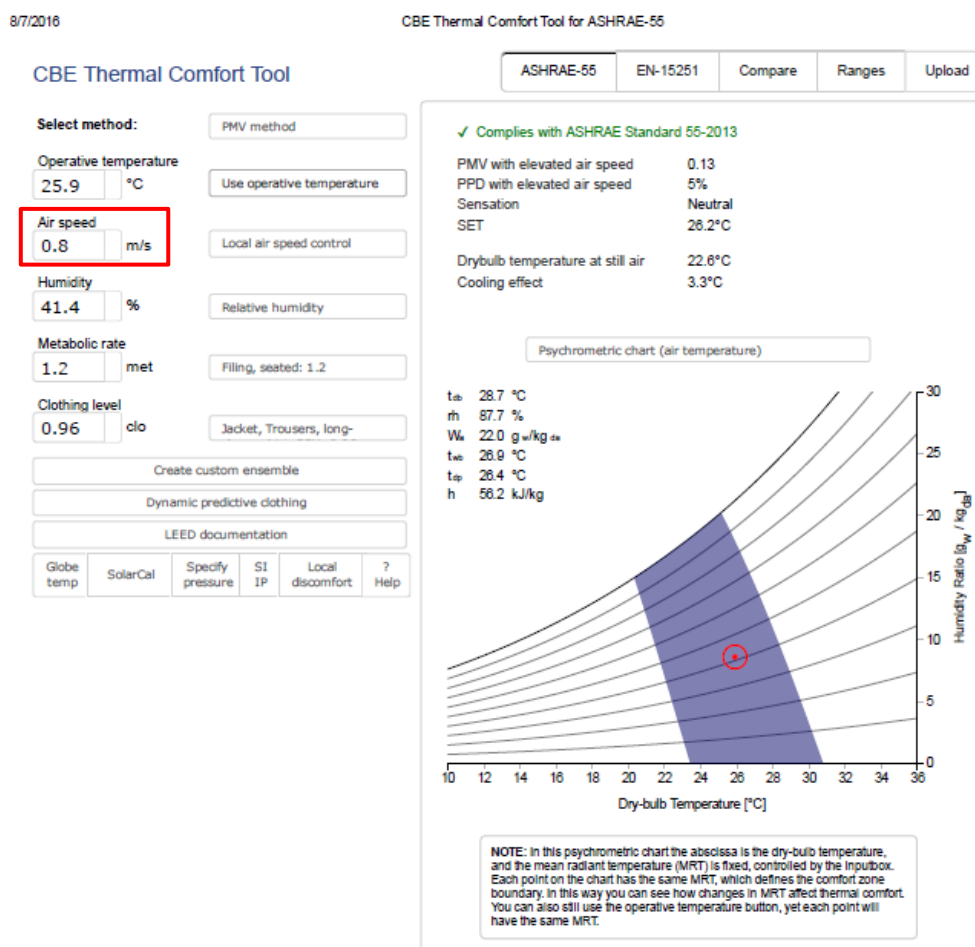 8/7/2016
CBE Thermal Comfort Tool for ASHRAE-55
CBE Thermal Comfort Tool
ASHRAE-55
EN-15251
Compare
Ranges
Upload
Select method:
PMV method
Operative temperature
25.9 °C
Use operative temperature
Air speed
0.8 m/s
Local air speed control
Humidity
41.4 %
Relative humidity
Metabolic rate
1.2 met
Filing, seated: 1.2
Clothing level
0.96 clo
Jacket, Trousers, long-
Create custom ensemble
Dynamic predictive clothing
LEED documentation
Globe temp
SolarCal
Specify pressure
SI IP
Local discomfort
? Help
✓ Complies with ASHRAE Standard 55-2013
PMV with elevated air speed 0.13
PPD with elevated air speed 5%
Sensation Neutral
SET 26.2°C
Drybulb temperature at still air 22.6°C
Cooling effect 3.3°C
Psychrometric chart (air temperature)
tdb 28.7 °C
rh 87.7 %
Wa 22.0 gw/kgda
twb 26.9 °C
tdp 26.4 °C
h 56.2 kJ/kg
30
25
20
15
10
5
0
Humidity Ratio [gw / kgda]
10 12 14 16 18 20 22 24 26 28 30 32 34 36
Dry-bulb Temperature [°C]
NOTE: In this psychrometric chart the abscissa is the dry-bulb temperature,
and the mean radiant temperature (MRT) is fixed, controlled by the inputbox.
Each point on the chart has the same MRT, which defines the comfort zone
boundary. In this way you can see how changes in MRT affect thermal comfort.
You can also still use the operative temperature button, yet each point will
have the same MRT.